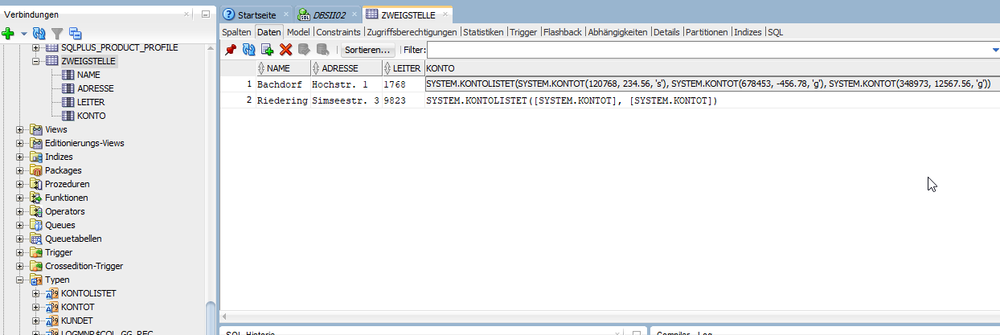 Verbindungen
SQLPLUS_PRODUCT_PROFILE
ZWEIGSTELLE
NAME
ADRESSE
LEITER
KONTO
Views
Editionierungs-Views
Indizes
Packages
Prozeduren
Funktionen
Operators
Queues
Queuetabellen
Trigger
Crossedition-Trigger
Typen
KONTOLISTET
KONTOT
KUNDET
LOGMNR$COL_GG_REC
Startseite DBSII02 ZWEIGSTELLE
Spalten Daten Model Constraints Zugriffsberechtigungen Statistiken Trigger Flashback Abhängigkeiten Details Partitionen Indizes SQL
Sortieren... Filter:
NAME ADRESSE LEITER KONTO
1 Bachdorf Hochstr. 1 1768 SYSTEM.KONTOLISTET(SYSTEM.KONTOT(120768, 234.56, 's'), SYSTEM.KONTOT(678453, -456.78, 'g'), SYSTEM.KONTOT(348973, 12567.56, 'g'))
2 Riedering Simseestr. 3 9823 SYSTEM.KONTOLISTET([SYSTEM.KONTOT], [SYSTEM.KONTOT])
SQL-Historie Compiler - Log